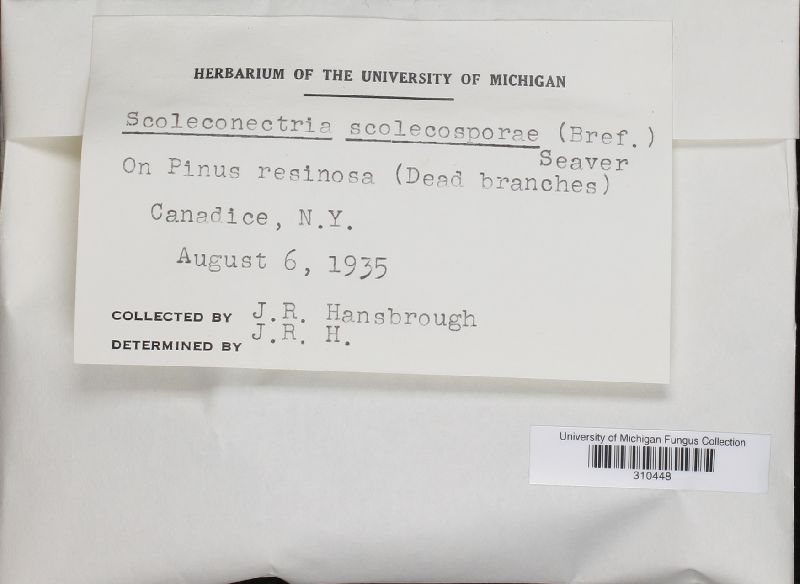 HERBARIUM OF THE UNIVERSITY OF MICHIGAN
Scoleconectria scolecosporae (Bref.)
Seaver
On Pinus resinosa (Dead branches)
Canadice, N.Y.
August 6, 1935
COLLECTED BY J.R. Hansbrough
DETERMINED BY J.R. H.
University of Michigan Fungus Collection
310448